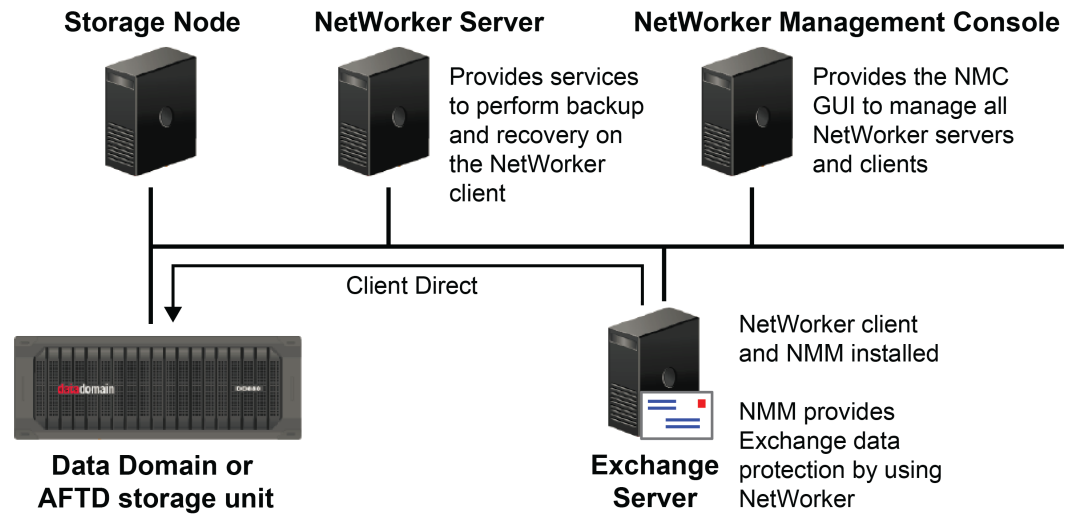 Storage Node
NetWorker Server
NetWorker Management Console
Provides services
to perform backup
and recovery on
the NetWorker
client
Provides the NMC
GUI to manage all
NetWorker servers
and clients
Client Direct
datadomain
NetWorker client
and NMM installed
NMM provides
Exchange data
protection by using
NetWorker
Data Domain or
AFTD storage unit
Exchange
Server